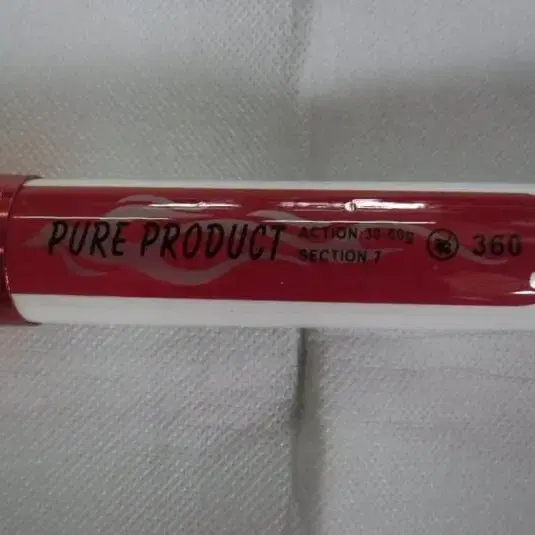 PURE PRODUCT
ACTION:30-60g
SECTION.7
360